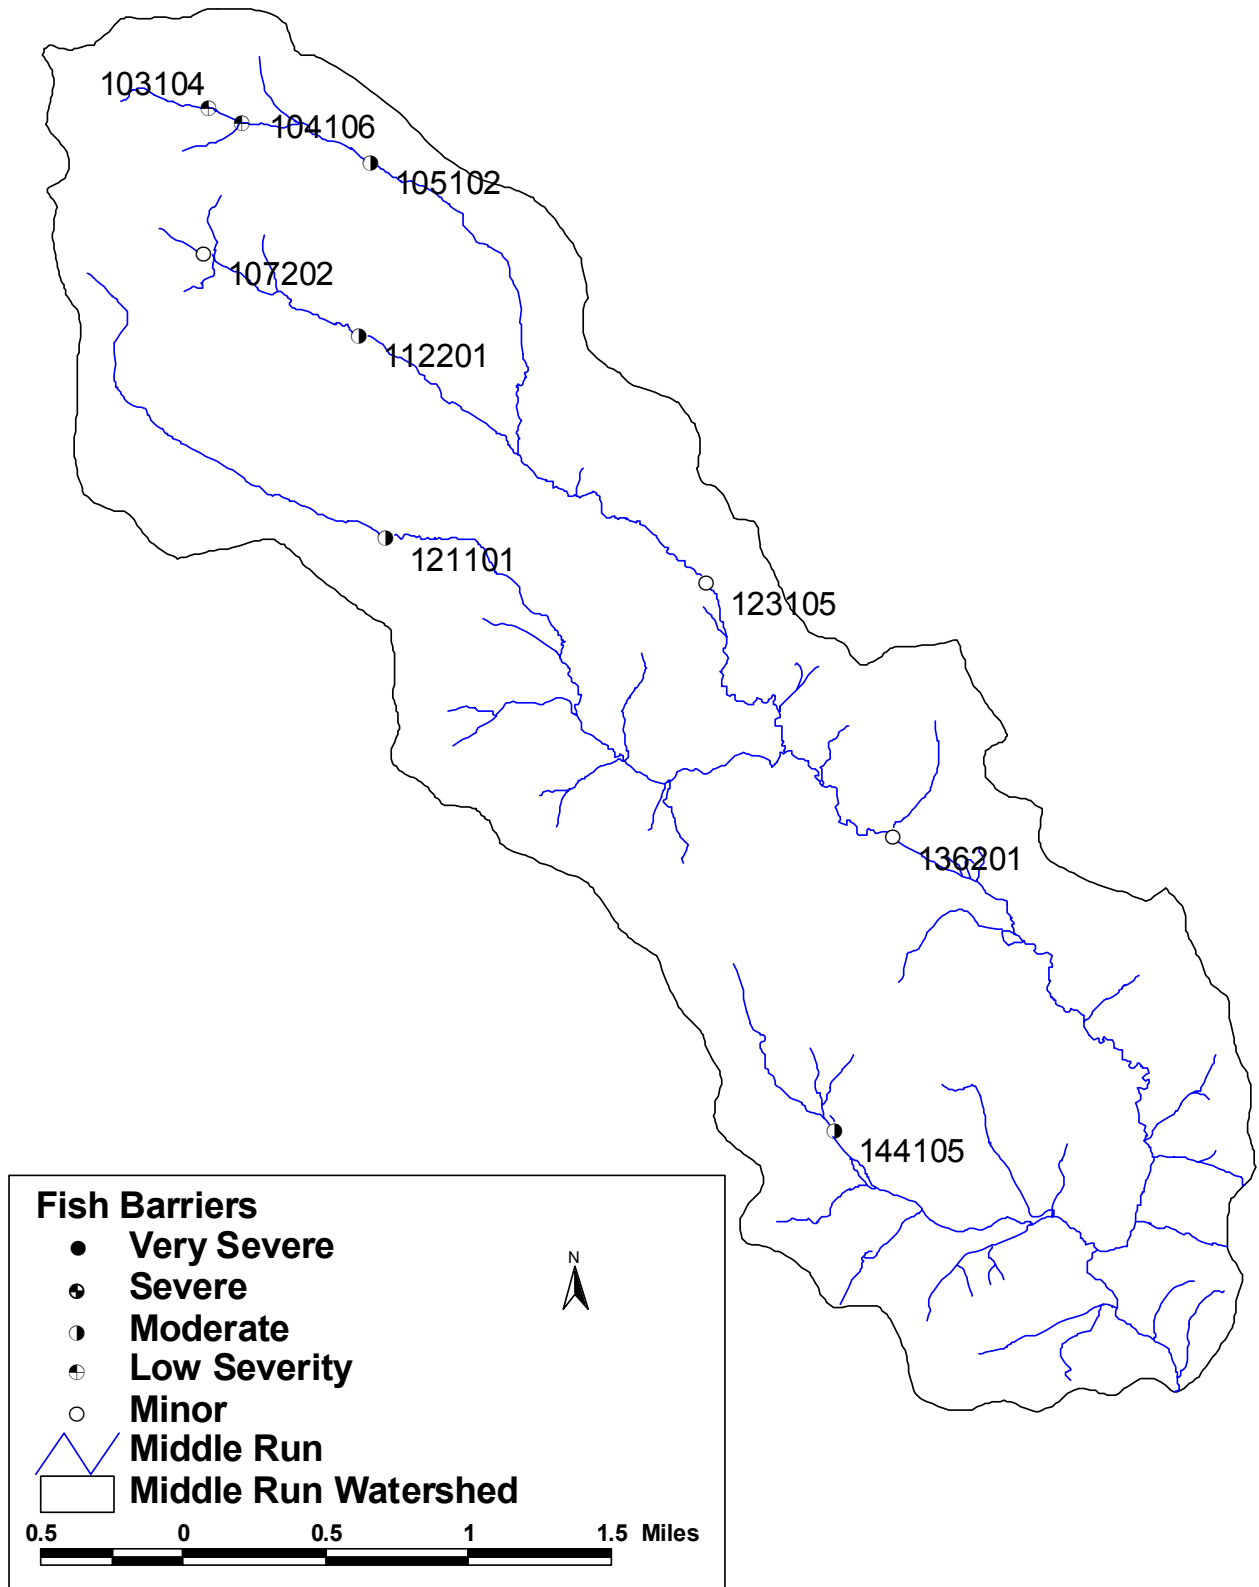 103104
104106
105102
107202
112201
121101
123105
136201
144105
Fish Barriers
Very Severe
Severe
Moderate
Low Severity
Minor
Middle Run
Middle Run Watershed
N
0.5 0 0.5 1 1.5 Miles